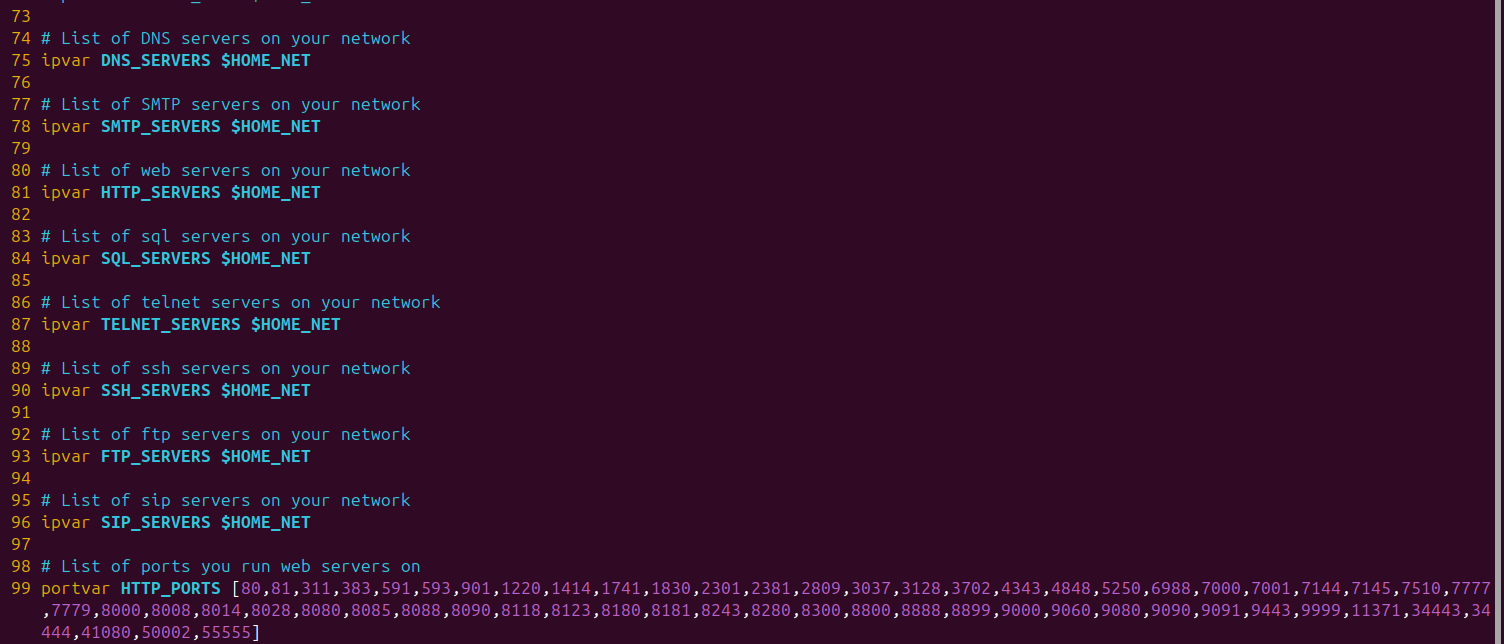 73
74 # List of DNS servers on your network
75 ipvar DNS_SERVERS $HOME_NET
76
77 # List of SMTP servers on your network
78 ipvar SMTP_SERVERS $HOME_NET
79
80 # List of web servers on your network
81 ipvar HTTP_SERVERS $HOME_NET
82
83 # List of sql servers on your network
84 ipvar SQL_SERVERS $HOME_NET
85
86 # List of telnet servers on your network
87 ipvar TELNET_SERVERS $HOME_NET
88
89 # List of ssh servers on your network
90 ipvar SSH_SERVERS $HOME_NET
91
92 # List of ftp servers on your network
93 ipvar FTP_SERVERS $HOME_NET
94
95 # List of sip servers on your network
96 ipvar SIP_SERVERS $HOME_NET
97
98 # List of ports you run web servers on
99 portvar HTTP_PORTS [80,81,311,383,591,593,901,1220,1414,1741,1830,2301,2381,2809,3037,3128,3702,4343,4848,5250,6988,7000,7001,7144,7145,7510,7777
,7779,8000,8008,8014,8028,8080,8085,8088,8090,8118,8123,8180,8181,8243,8280,8300,8800,8888,8899,9000,9060,9080,9090,9091,9443,9999,11371,34443,34
444,41080,50002,55555]